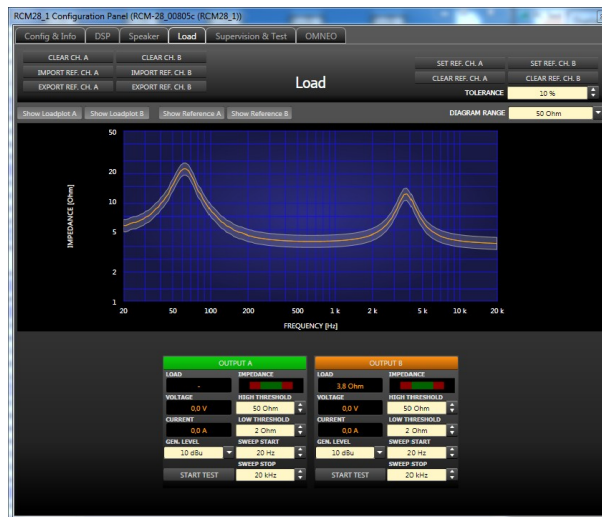 RCM28_1 Configuration Panel (RCM-28_00805c (RCM28_1))
Config & Info DSP Speaker Load Supervision & Test OMNEO
CLEAR CH. A CLEAR CH. B SET REF. CH. A SET REF. CH. B
IMPORT REF. CH. A IMPORT REF. CH. B Load CLEAR REF. CH. A CLEAR REF. CH. B
EXPORT REF. CH. A EXPORT REF. CH. B TOLERANCE 10 %
Show Loadplot A Show Loadplot B Show Reference A Show Reference B DIAGRAM RANGE 50 Ohm
50
20
10
5
2
1
IMPEDANCE [Ohm]
20 50 100 200 500 1 k 2 k 5 k 10 k 20 k
FREQUENCY [Hz]
OUTPUT A OUTPUT B
LOAD IMPEDANCE LOAD IMPEDANCE
- 3,8 Ohm
VOLTAGE HIGH THRESHOLD VOLTAGE HIGH THRESHOLD
0,0 V 50 Ohm 0,0 V 50 Ohm
CURRENT LOW THRESHOLD CURRENT LOW THRESHOLD
0,0 A 2 Ohm 0,0 A 2 Ohm
GEN. LEVEL SWEEP START GEN. LEVEL SWEEP START
10 dBu 20 Hz 10 dBu 20 Hz
SWEEP STOP SWEEP STOP
START TEST 20 kHz START TEST 20 kHz